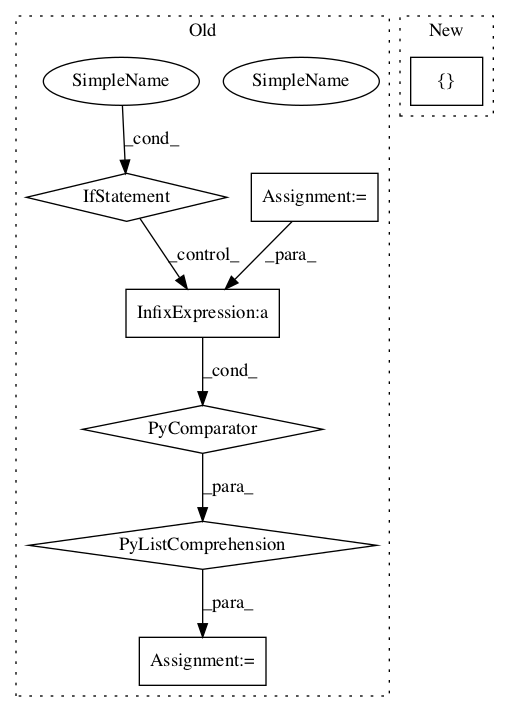 Old
New
SimpleName
SimpleName
{}
_cond_
IfStatement
Assignment:=
_control_
_para_
InfixExpression:a
_cond_
PyComparator
_para_
PyListComprehension
_para_
Assignment:=